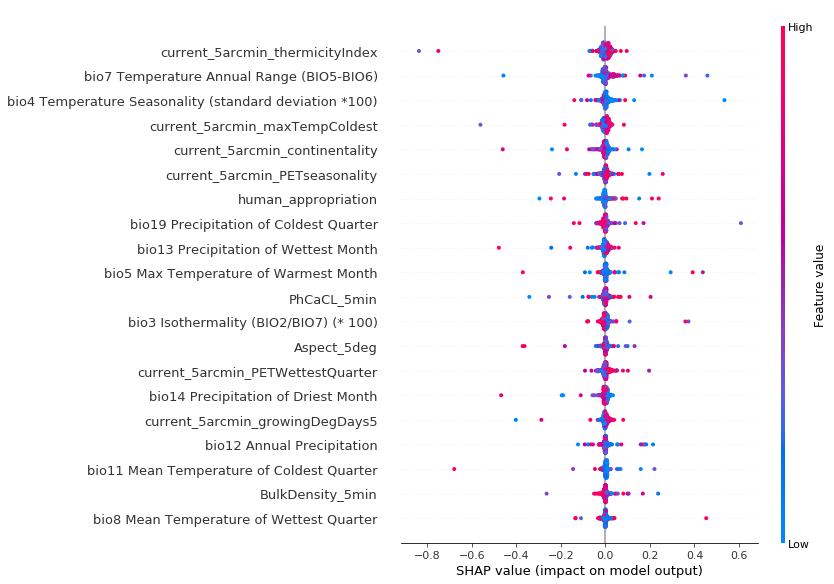 High
current_5arcmin_thermicityIndex
bio7 Temperature Annual Range (BIO5-BIO6)
bio4 Temperature Seasonality (standard deviation *100)
current_5arcmin_maxTempColdest
current_5arcmin_continentality
current_5arcmin_PETseasonality
human_appropriation
bio19 Precipitation of Coldest Quarter
bio13 Precipitation of Wettest Month
bio5 Max Temperature of Warmest Month
PhCaCL_5min
bio3 Isothermality (BIO2/BIO7) (* 100)
Aspect_5deg
current_5arcmin_PETWettestQuarter
bio14 Precipitation of Driest Month
current_5arcmin_growingDegDays5
bio12 Annual Precipitation
bio11 Mean Temperature of Coldest Quarter
BulkDensity_5min
bio8 Mean Temperature of Wettest Quarter
Feature value
Low
−0.8 −0.6 −0.4 −0.2 0.0 0.2 0.4 0.6
SHAP value (impact on model output)